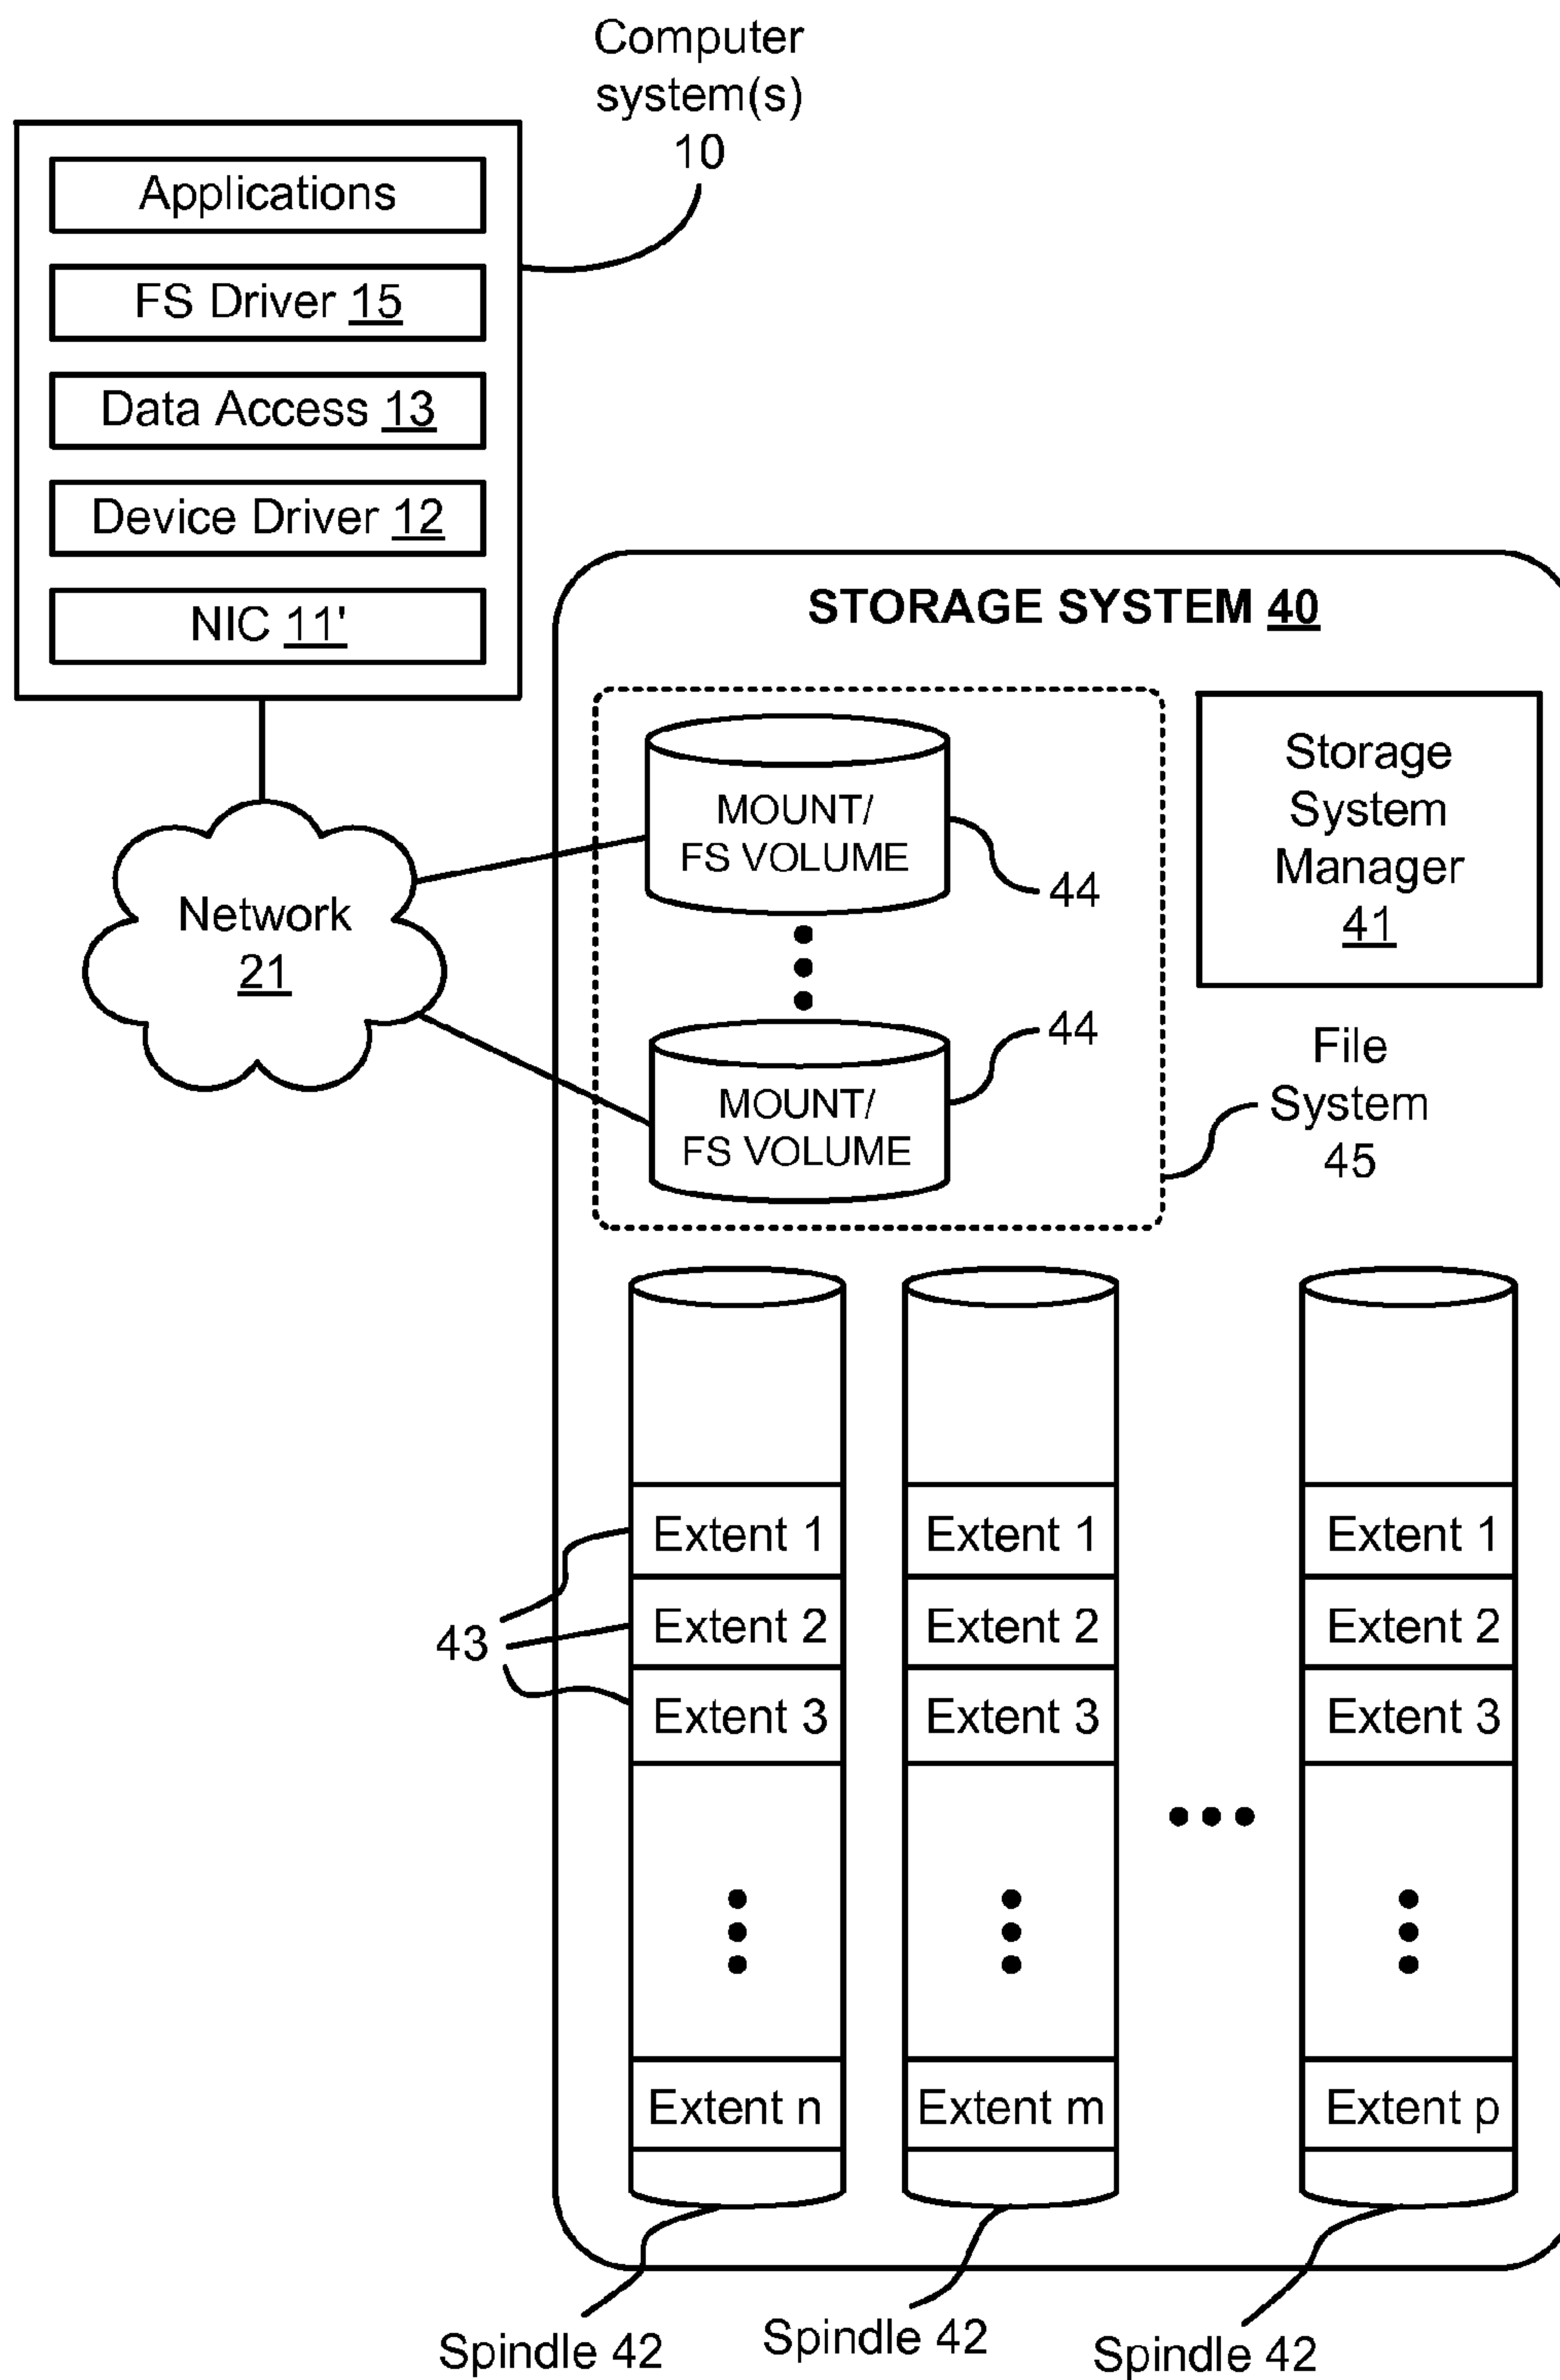 Computer
system(s)
10
Applications
FS Driver 15
Data Access 13
Device Driver 12
NIC 11'
STORAGE SYSTEM 40
MOUNT/
FS VOLUME
44
Storage
System
Manager
41
Network
21
MOUNT/
FS VOLUME
44
File
System
45
Extent 1
Extent 2
Extent 3
Extent n
43
Extent 1
Extent 2
Extent 3
Extent m
Extent 1
Extent 2
Extent 3
Extent p
Spindle 42
Spindle 42
Spindle 42